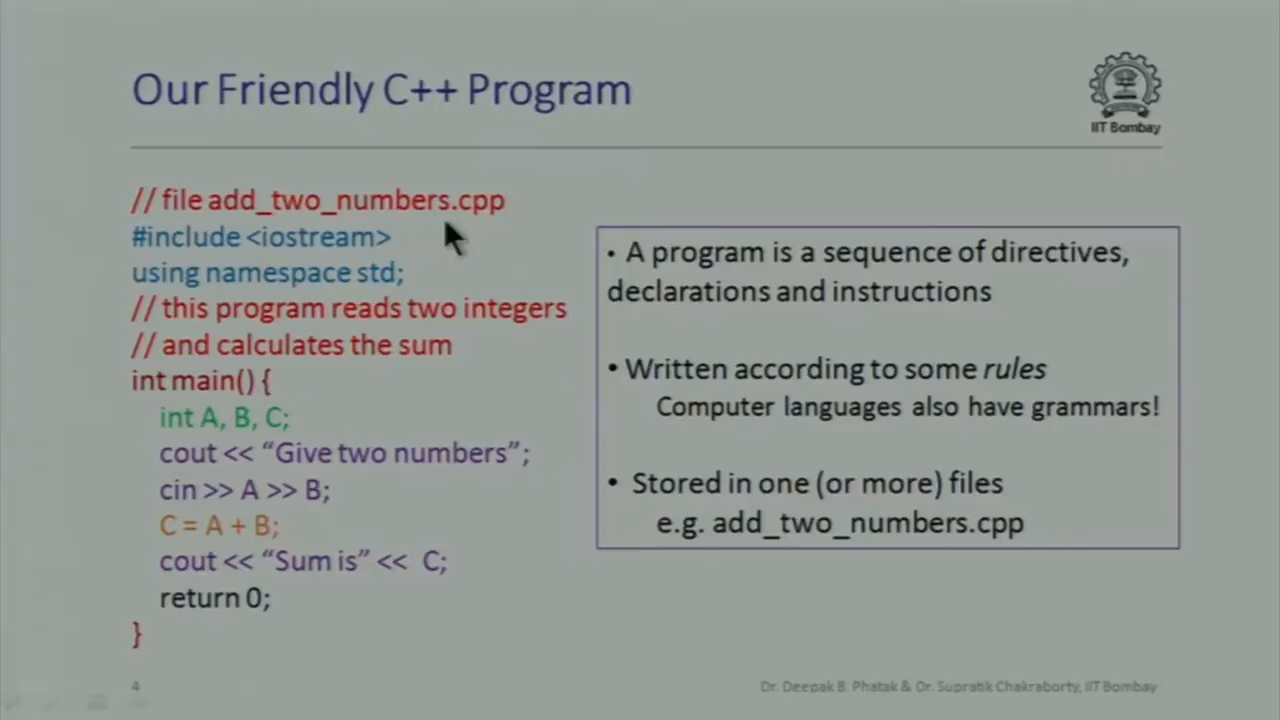 Our Friendly C++ Program
IIT Bombay
// file add_two_numbers.cpp
#include <iostream>
using namespace std;
// this program reads two integers
// and calculates the sum
int main() {
int A, B, C;
cout << “Give two numbers”;
cin >> A >> B;
C = A + B;
cout << “Sum is” << C;
return 0;
}
• A program is a sequence of directives,
declarations and instructions
• Written according to some rules
Computer languages also have grammars!
• Stored in one (or more) files
e.g. add_two_numbers.cpp
4
Dr. Deepak B. Phatak & Dr. Supratik Chakraborty, IIT Bombay